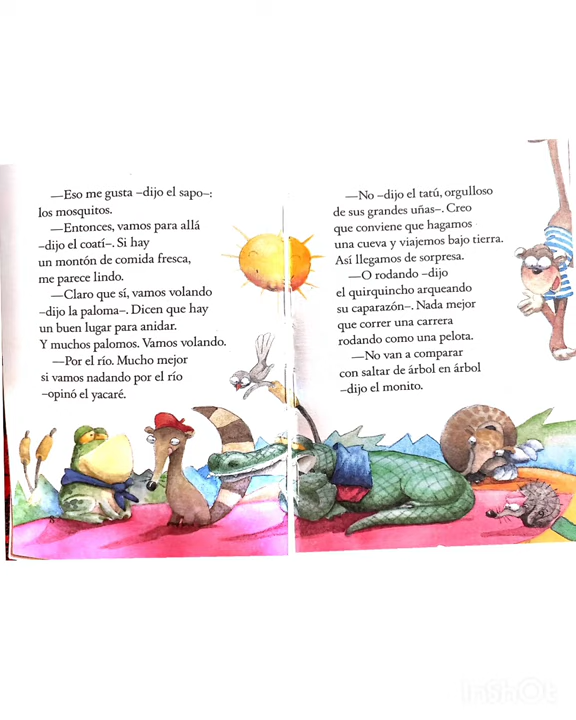 —Eso me gusta –dijo el sapo–:
los mosquitos.
—Entonces, vamos para allá
–dijo el coatí–. Si hay
un montón de comida fresca,
me parece lindo.
—Claro que sí, vamos volando
–dijo la paloma–. Dicen que hay
un buen lugar para anidar.
Y muchos palomos. Vamos volando.
—Por el río. Mucho mejor
si vamos nadando por el río
–opinó el yacaré.
8
—No –dijo el tatú, orgulloso
de sus grandes uñas–. Creo
que conviene que hagamos
una cueva y viajemos bajo tierra.
Así llegamos de sorpresa.
—O rodando –dijo
el quirquincho arqueando
su caparazón–. Nada mejor
que correr una carrera
rodando como una pelota.
—No van a comparar
con saltar de árbol en árbol
–dijo el monito.
9
InShot